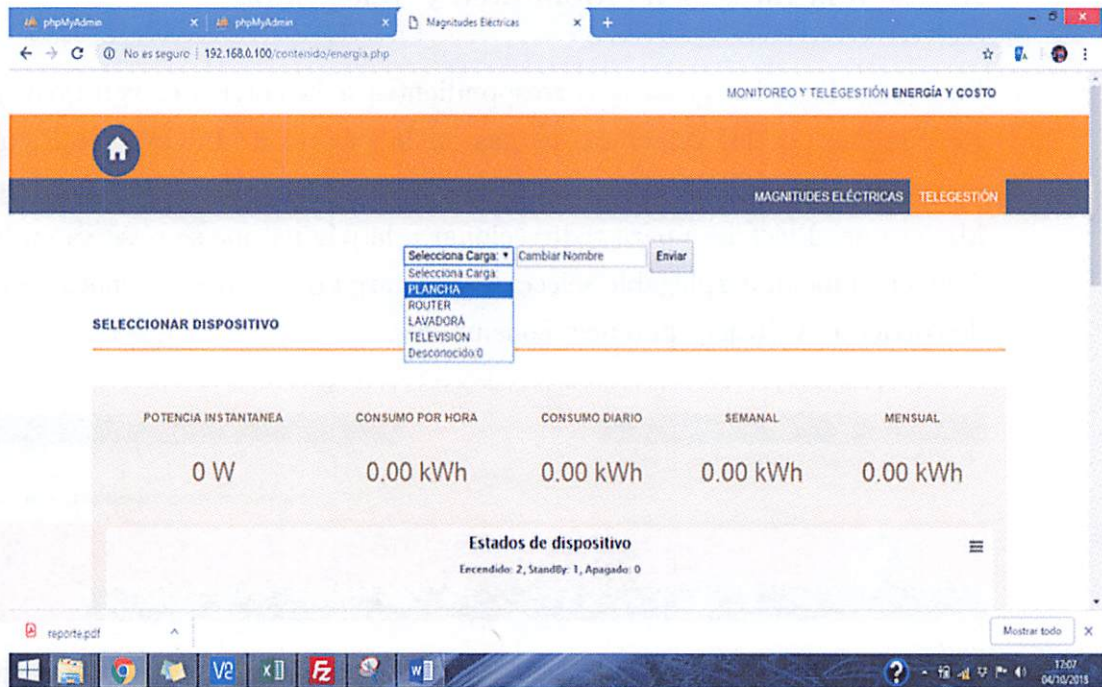 phpMyAdmin
phpMyAdmin
Magnitudes Eléctricas
No es seguro | 192.168.0.100/contenido/energia.php
MONITOREO Y TELEGESTIÓN ENERGÍA Y COSTO
MAGNITUDES ELÉCTRICAS TELEGESTIÓN
Selecciona Carga: Cambiar Nombre Enviar
Selecciona Carga:
PLANCHA
ROUTER
LAVADORA
TELEVISION
Desconocido:0
SELECCIONAR DISPOSITIVO
POTENCIA INSTANTANEA CONSUMO POR HORA CONSUMO DIARIO SEMANAL MENSUAL
0 W 0.00 kWh 0.00 kWh 0.00 kWh 0.00 kWh
Estados de dispositivo
Encendido: 2, StandBy: 1, Apagado: 0
reporte.pdf
Mostrar todo
17:07
04/10/2018